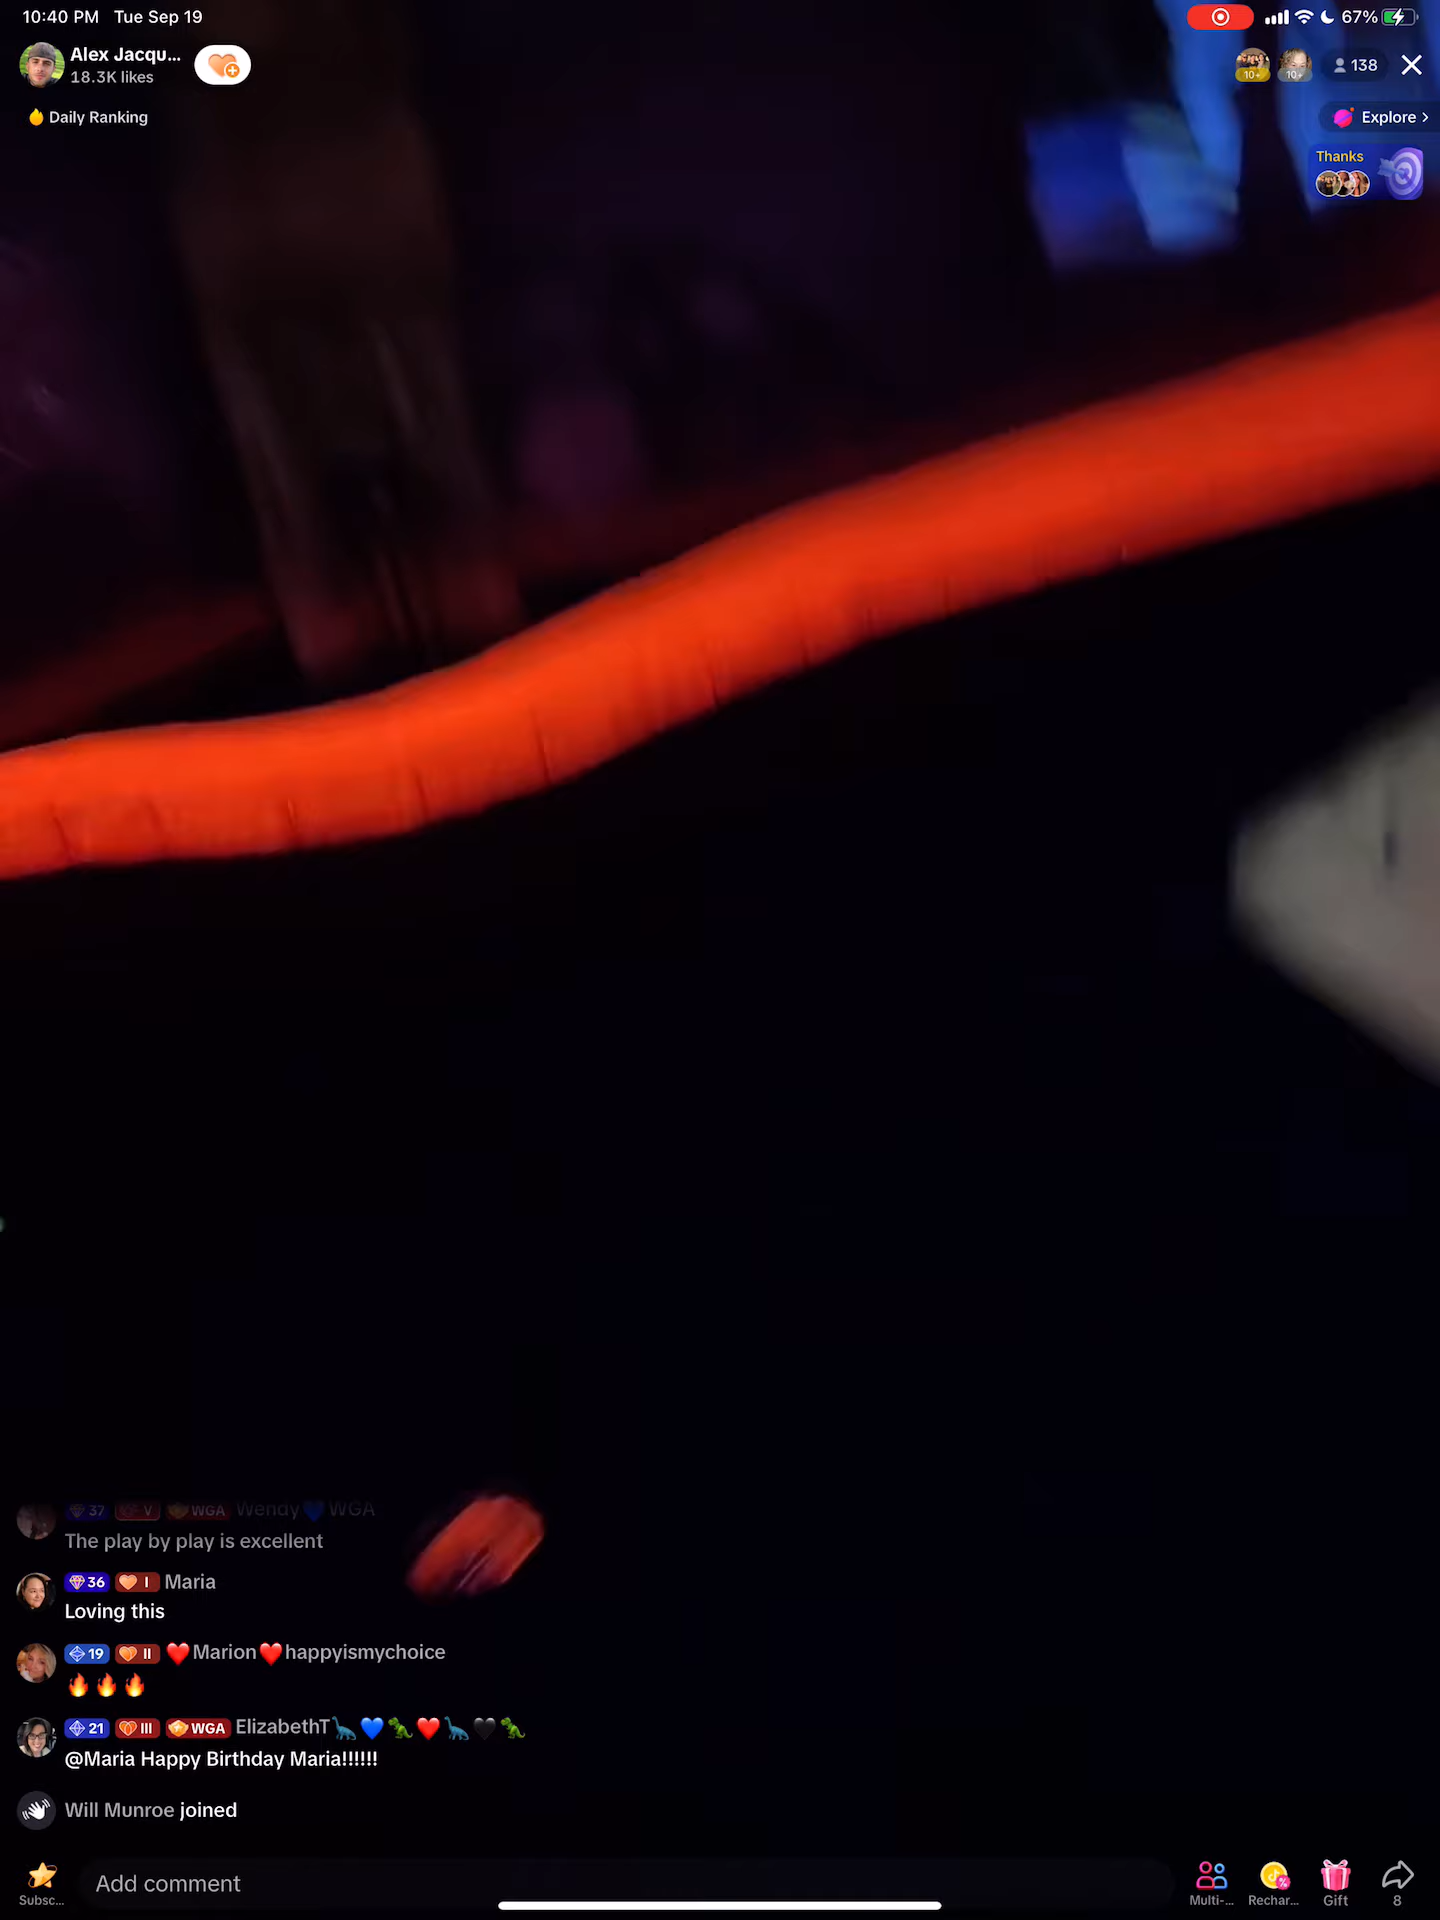 10:40 PM Tue Sep 19
67%
Alex Jacqu...
18.3K likes
10+
10+
138
Daily Ranking
Explore >
Thanks
37 V WGA Wendy💙WGA
The play by play is excellent
36 I Maria
Loving this
19 II ❤️Marion❤️happyismychoice
🔥🔥🔥
21 III WGA ElizabethT🦕💙🦖❤️🦕🖤🦖
@Maria Happy Birthday Maria!!!!!!
Will Munroe joined
Subsc...
Add comment
Multi-...
Rechar...
Gift
8